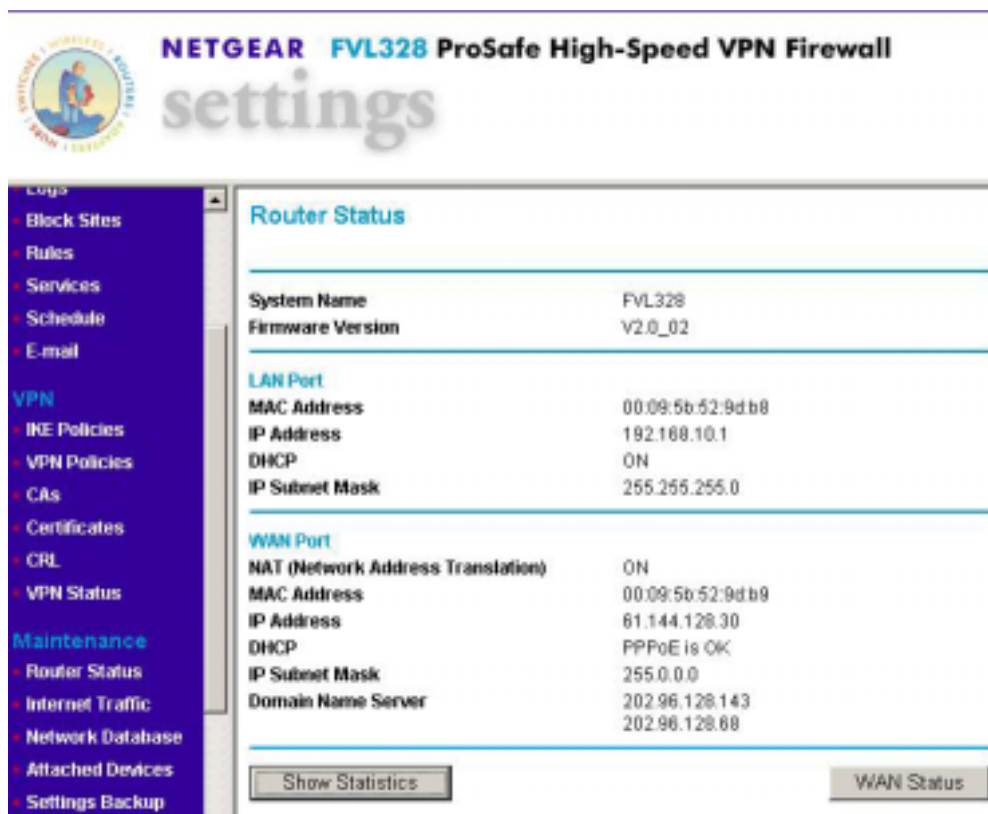 NETGEAR FVL328 ProSafe High-Speed VPN Firewall
settings
Logs
Block Sites
Rules
Services
Schedule
E-mail
VPN
IKE Policies
VPN Policies
CAs
Certificates
CRL
VPN Status
Maintenance
Router Status
Internet Traffic
Network Database
Attached Devices
Settings Backup
Router Status
System Name FVL328
Firmware Version V2.0_02
LAN Port
MAC Address 00:09:5b:52:9d:b8
IP Address 192.168.10.1
DHCP ON
IP Subnet Mask 255.255.255.0
WAN Port
NAT (Network Address Translation) ON
MAC Address 00:09:5b:52:9d:b9
IP Address 61.144.128.30
DHCP PPPoE is OK
IP Subnet Mask 255.0.0.0
Domain Name Server 202.96.128.143
202.96.128.68
Show Statistics WAN Status